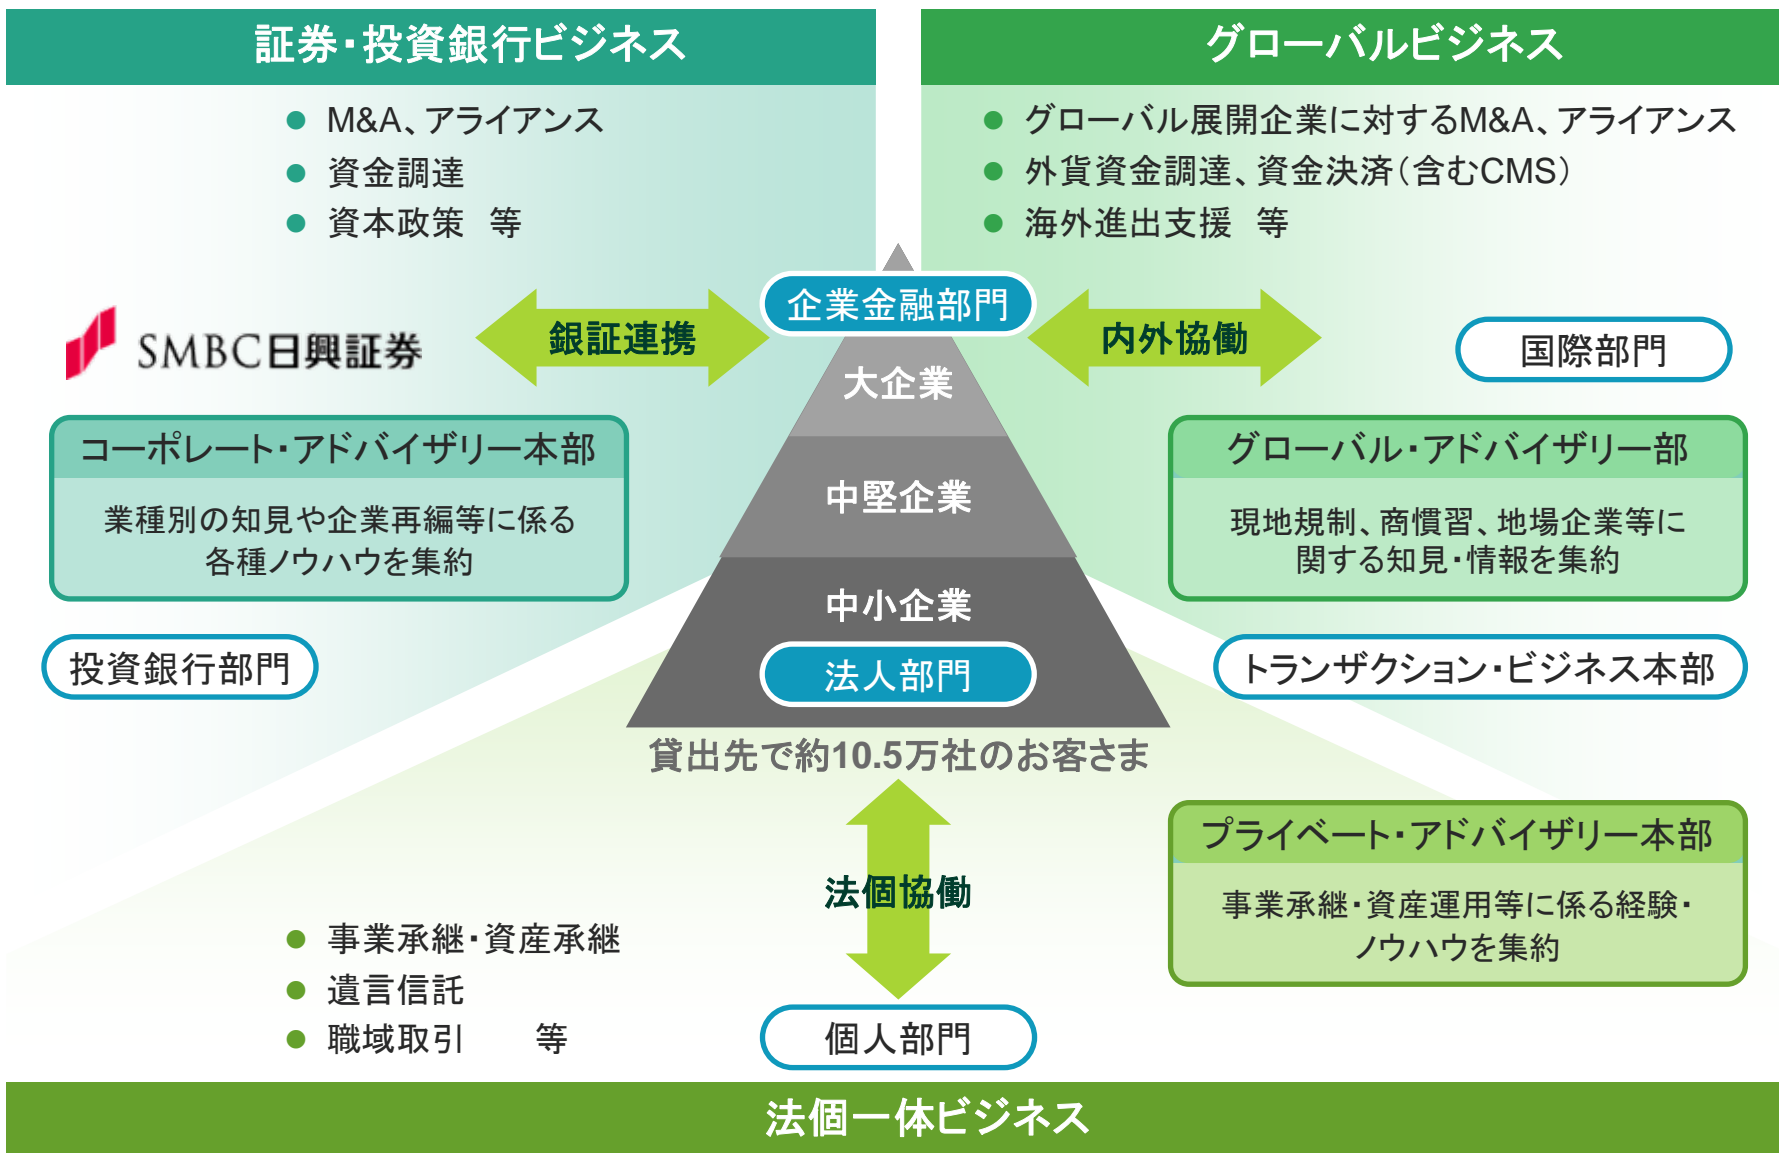 証券・投資銀行ビジネス
● M&A、アライアンス
● 資金調達
● 資本政策　等
グローバルビジネス
● グローバル展開企業に対するM&A、アライアンス
● 外貨資金調達、資金決済（含むCMS）
● 海外進出支援　等
SMBC日興証券
銀証連携
企業金融部門
内外協働
国際部門
コーポレート・アドバイザリー本部
業種別の知見や企業再編等に係る
各種ノウハウを集約
投資銀行部門
大企業
中堅企業
中小企業
法人部門
貸出先で約10.5万社のお客さま
グローバル・アドバイザリー部
現地規制、商慣習、地場企業等に
関する知見・情報を集約
トランザクション・ビジネス本部
法個協働
プライベート・アドバイザリー本部
事業承継・資産運用等に係る経験・
ノウハウを集約
● 事業承継・資産承継
● 遺言信託
● 職域取引　　等
個人部門
法個一体ビジネス